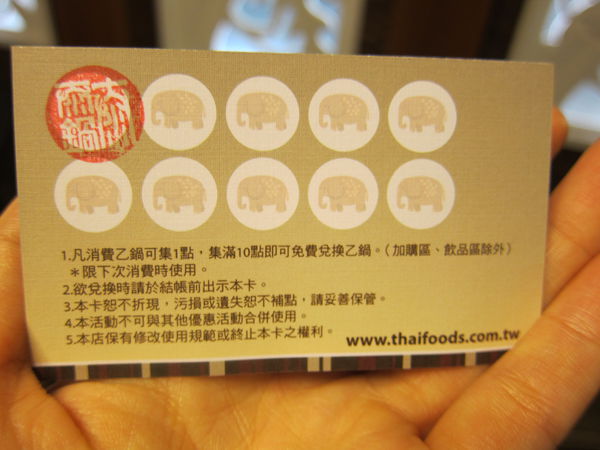 1.凡消費乙鍋可集1點，集滿10點即可免費兌換乙鍋。（加購區、飲品區除外）
＊限下次消費時使用。
2.欲兌換時請於結帳前出示本卡。
3.本卡恕不折現，污損或遺失恕不補點，請妥善保管。
4.本活動不可與其他優惠活動合併使用。
5.本店保有修改使用規範或終止本卡之權利。
www.thaifoods.com.tw